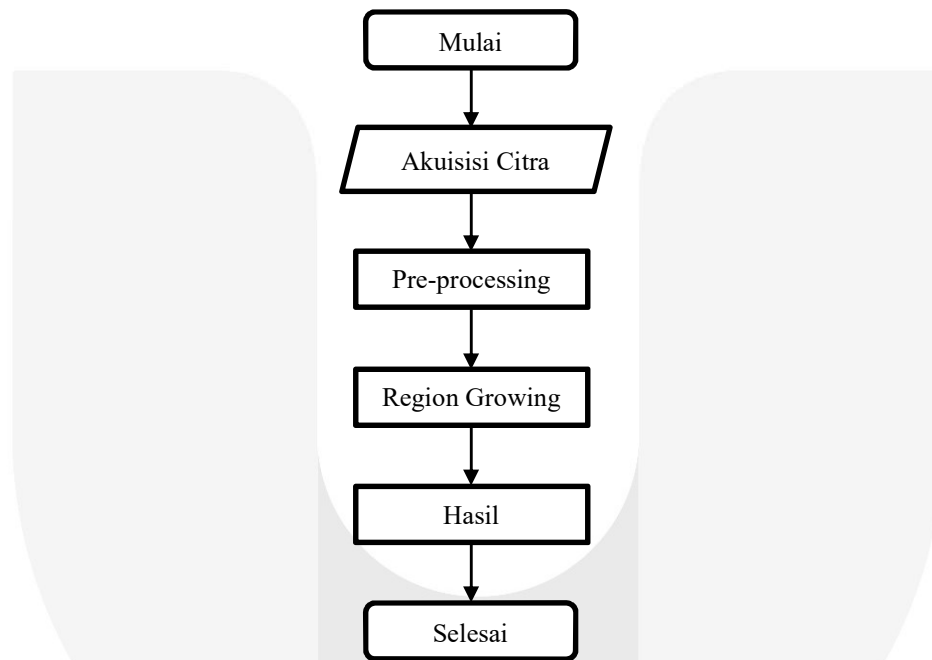 Mulai
Akuisisi Citra
Pre-processing
Region Growing
Hasil
Selesai